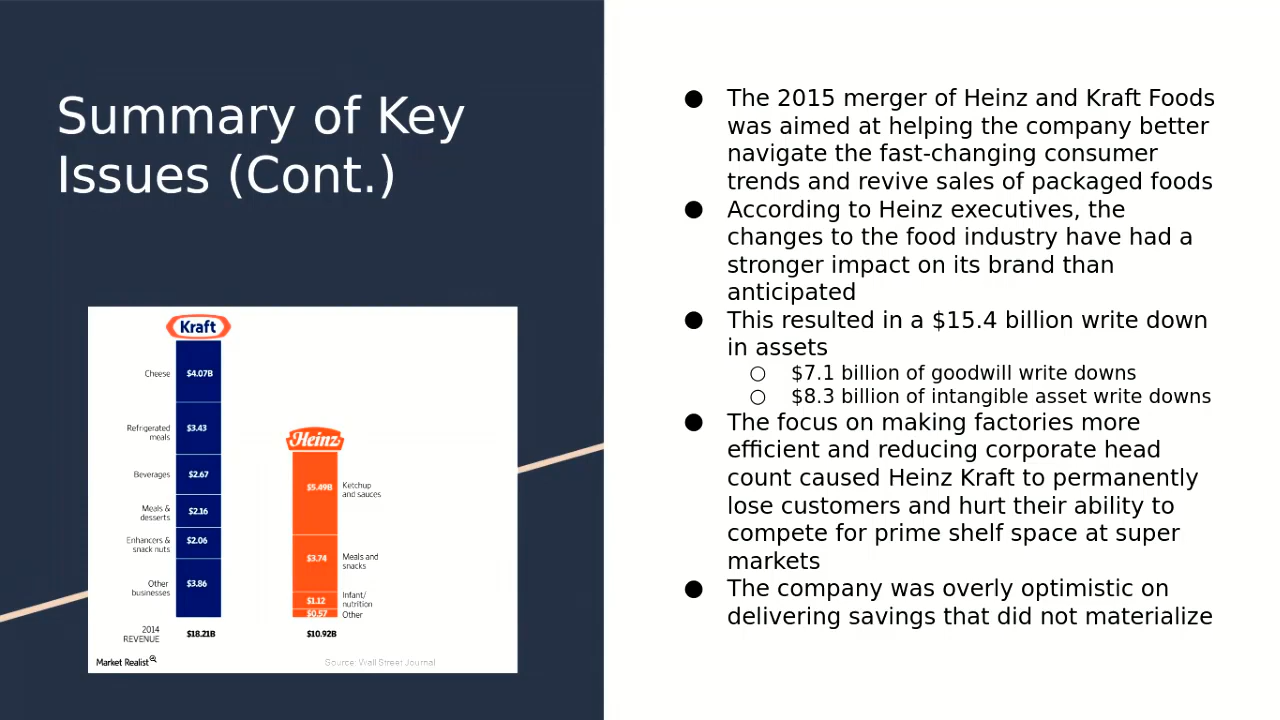 Summary of Key
Issues (Cont.)
Kraft
Cheese $4.07B
Refrigerated
meals $3.43
Beverages $2.67
Meals &
desserts $2.16
Enhancers &
snack nuts $2.06
Other
businesses $3.86
2014
REVENUE $18.21B
Heinz
$5.49B Ketchup
and sauces
$3.74 Meals and
snacks
$1.12 Infant/
nutrition
$0.57 Other
$10.92B
Market Realist
Source: Wall Street Journal
● The 2015 merger of Heinz and Kraft Foods
was aimed at helping the company better
navigate the fast-changing consumer
trends and revive sales of packaged foods
● According to Heinz executives, the
changes to the food industry have had a
stronger impact on its brand than
anticipated
● This resulted in a $15.4 billion write down
in assets
○ $7.1 billion of goodwill write downs
○ $8.3 billion of intangible asset write downs
● The focus on making factories more
efficient and reducing corporate head
count caused Heinz Kraft to permanently
lose customers and hurt their ability to
compete for prime shelf space at super
markets
● The company was overly optimistic on
delivering savings that did not materialize